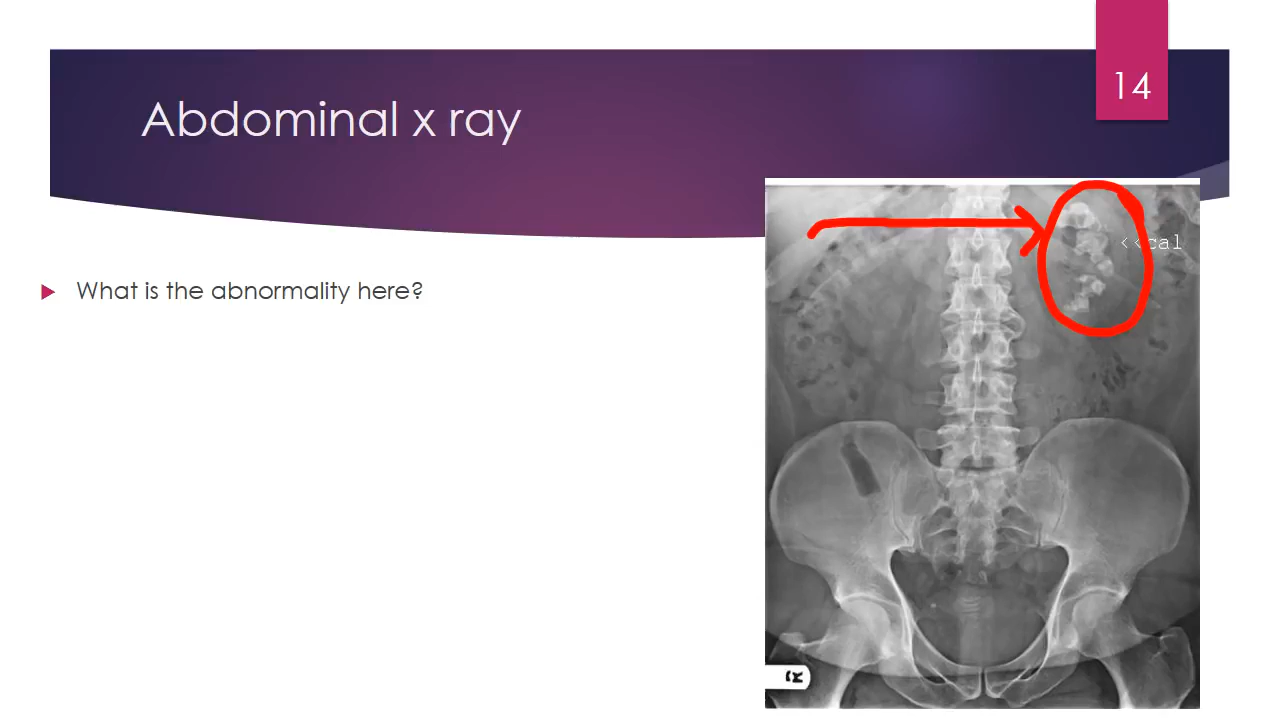 14
Abdominal x ray
What is the abnormality here?
<<cal